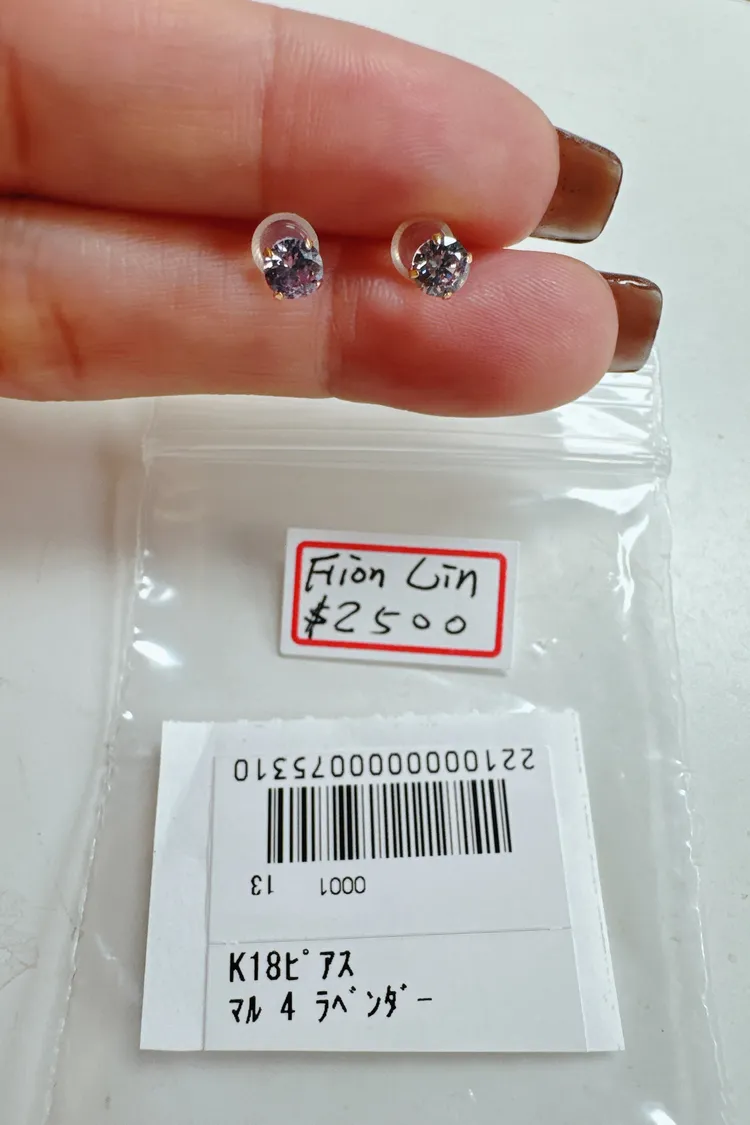 Fion Lin
$2500
2210000000075310
0001 13
K18ﾋﾟｱｽ
ﾏﾙ 4 ﾗﾍﾞﾝﾀﾞｰ